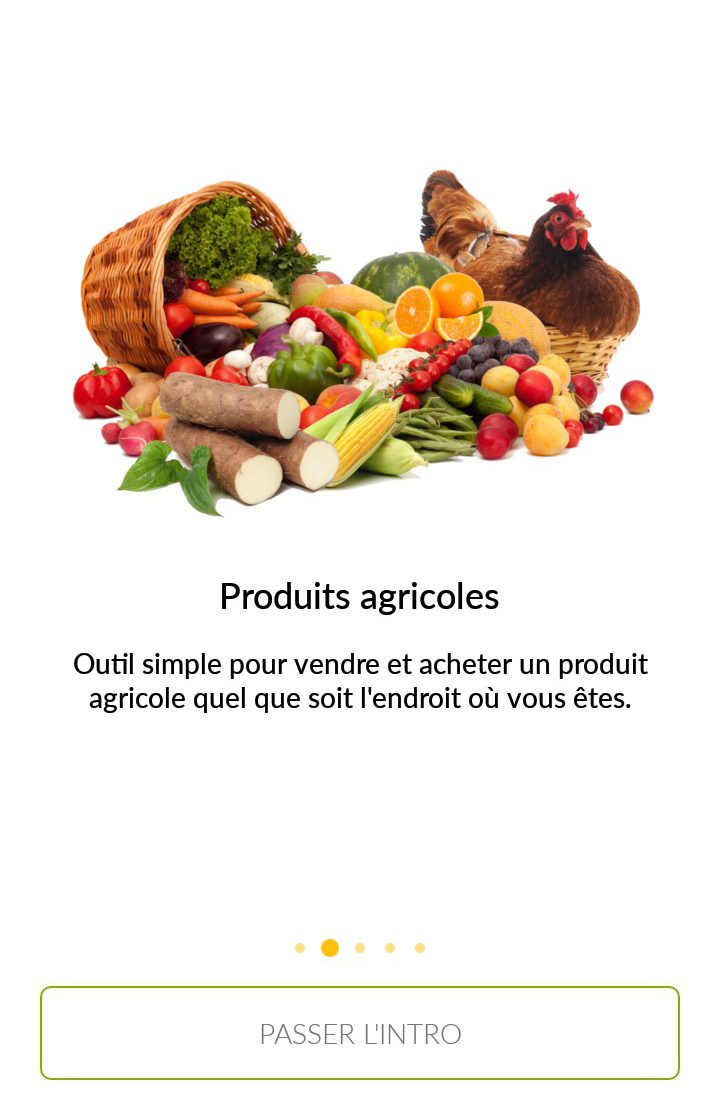 Produits agricoles
Outil simple pour vendre et acheter un produit
agricole quel que soit l'endroit où vous êtes.
PASSER L'INTRO